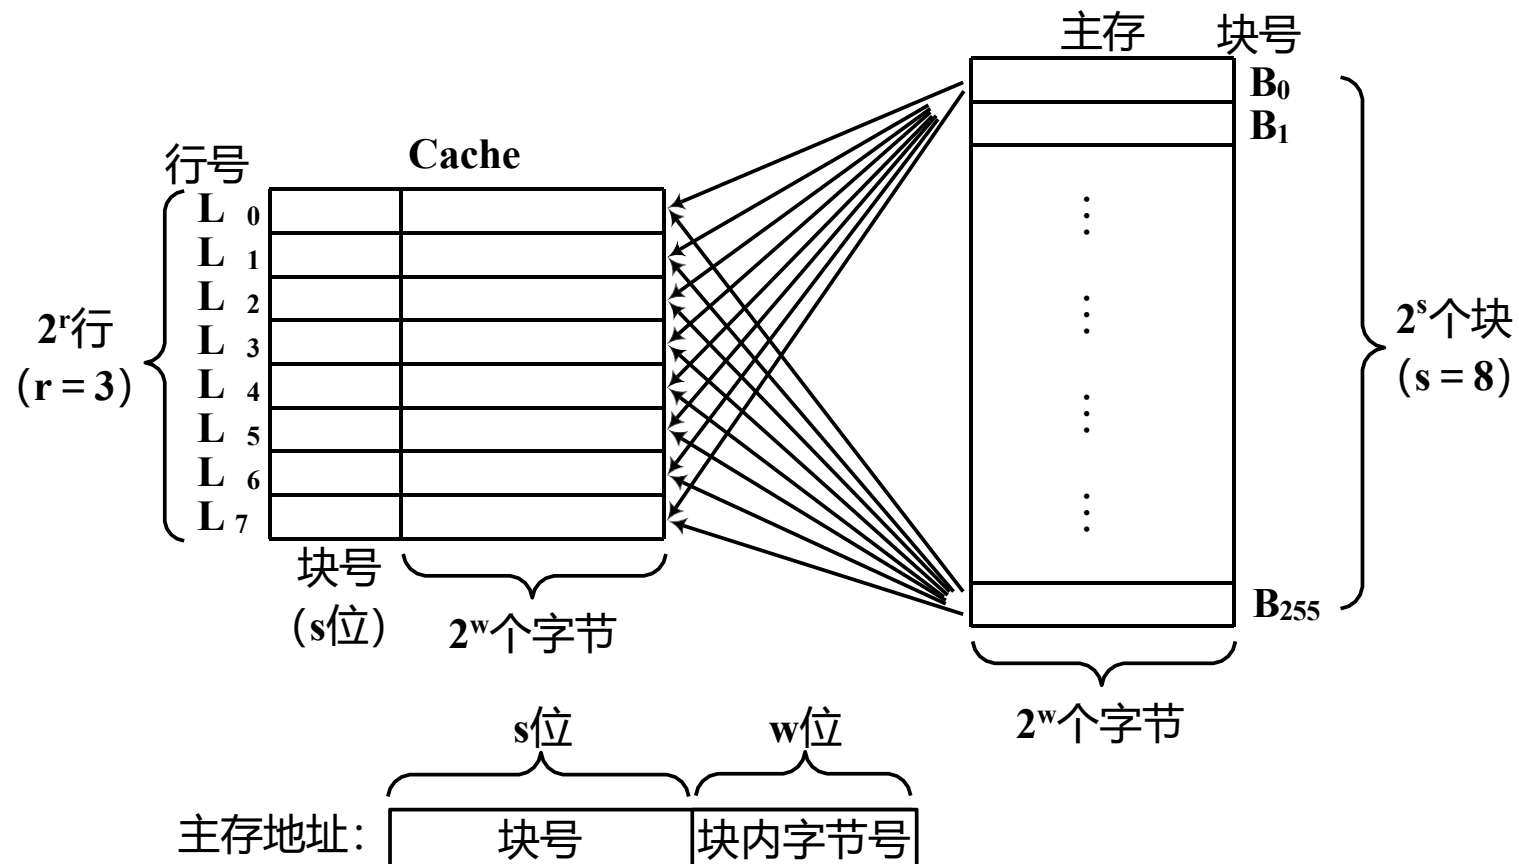 主存 块号
B0
B1
Cache
行号
L 0
L 1
L 2
L 3
L 4
L 5
L 6
L 7
2r行
（r = 3）
⋮
⋮
⋮
⋮
2s个块
（s = 8）
B255
块号
（s位）
2w个字节
2w个字节
s位 w位
主存地址： 块号 块内字节号